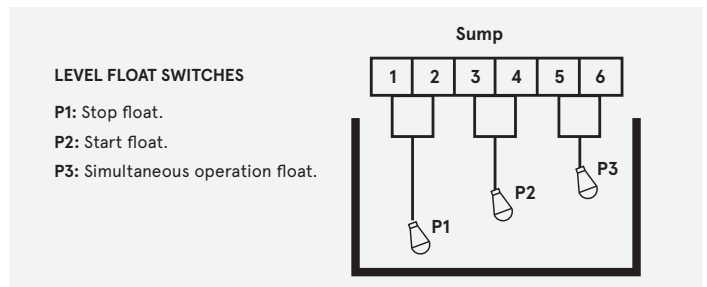 Sump
LEVEL FLOAT SWITCHES
1 2 3 4 5 6
P1: Stop float.
P2: Start float.
P3: Simultaneous operation float.
P3
P2
P1